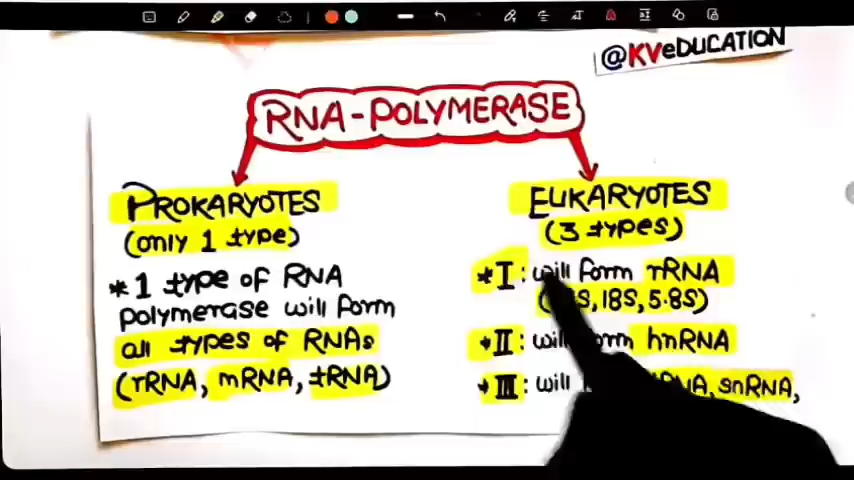 @KVeDUCATION
RNA-POLYMERASE
PROKARYOTES
(only 1 type)
*1 type of RNA
polymerase will form
all types of RNAs
(rRNA, mRNA, tRNA)
EUKARYOTES
(3 types)
*I: will form rRNA
S, 18S, 5.8S)
*II: will form hnRNA
*III: will snRNA,